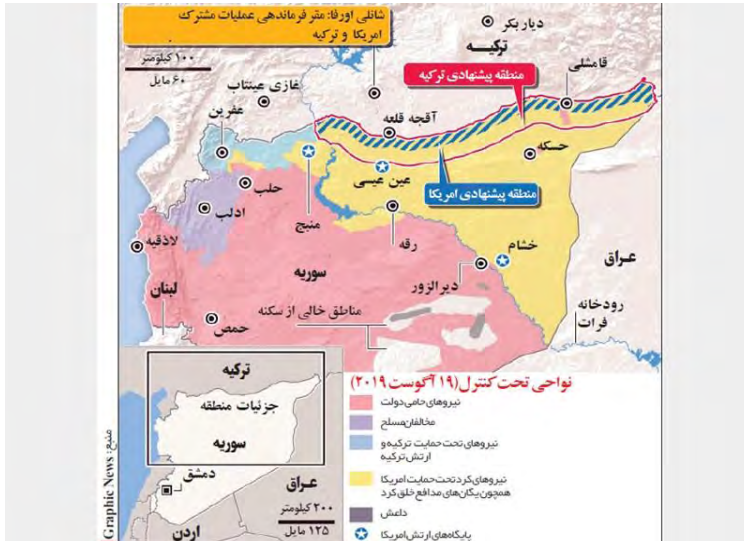 شانلی اورفا: مقر فرماندهی عملیات مشترک
امریکا و ترکیه
دیاربکر
ترکیه
۱۰۰ کیلومتر
۶۰ مایل
غازی عینتاب
قامشلی
منطقه پیشنهادی ترکیه
عفرین
آقچه قلعه
حسکه
حلب
عین عیسی
منطقه پیشنهادی امریکا
ادلب
منبج
رقه
لاذقیه
خشام
عراق
سوریه
دیرالزور
لبنان
مناطق خالی از سکنه
رودخانه
فرات
حمص
نواحی تحت کنترل (۱۹ آگوست ۲۰۱۹)
نیروهای حامی دولت
مخالفان مسلح
نیروهای تحت حمایت ترکیه و
ارتش ترکیه
نیروهای کرد تحت حمایت امریکا
همچون یکان‌های مدافع خلق کرد
داعش
پایگاه‌های ارتش امریکا
ترکیه
جزئیات منطقه
سوریه
دمشق
عراق
۲۰۰ کیلومتر
۱۲۵ مایل
اردن
منبع: Graphic News